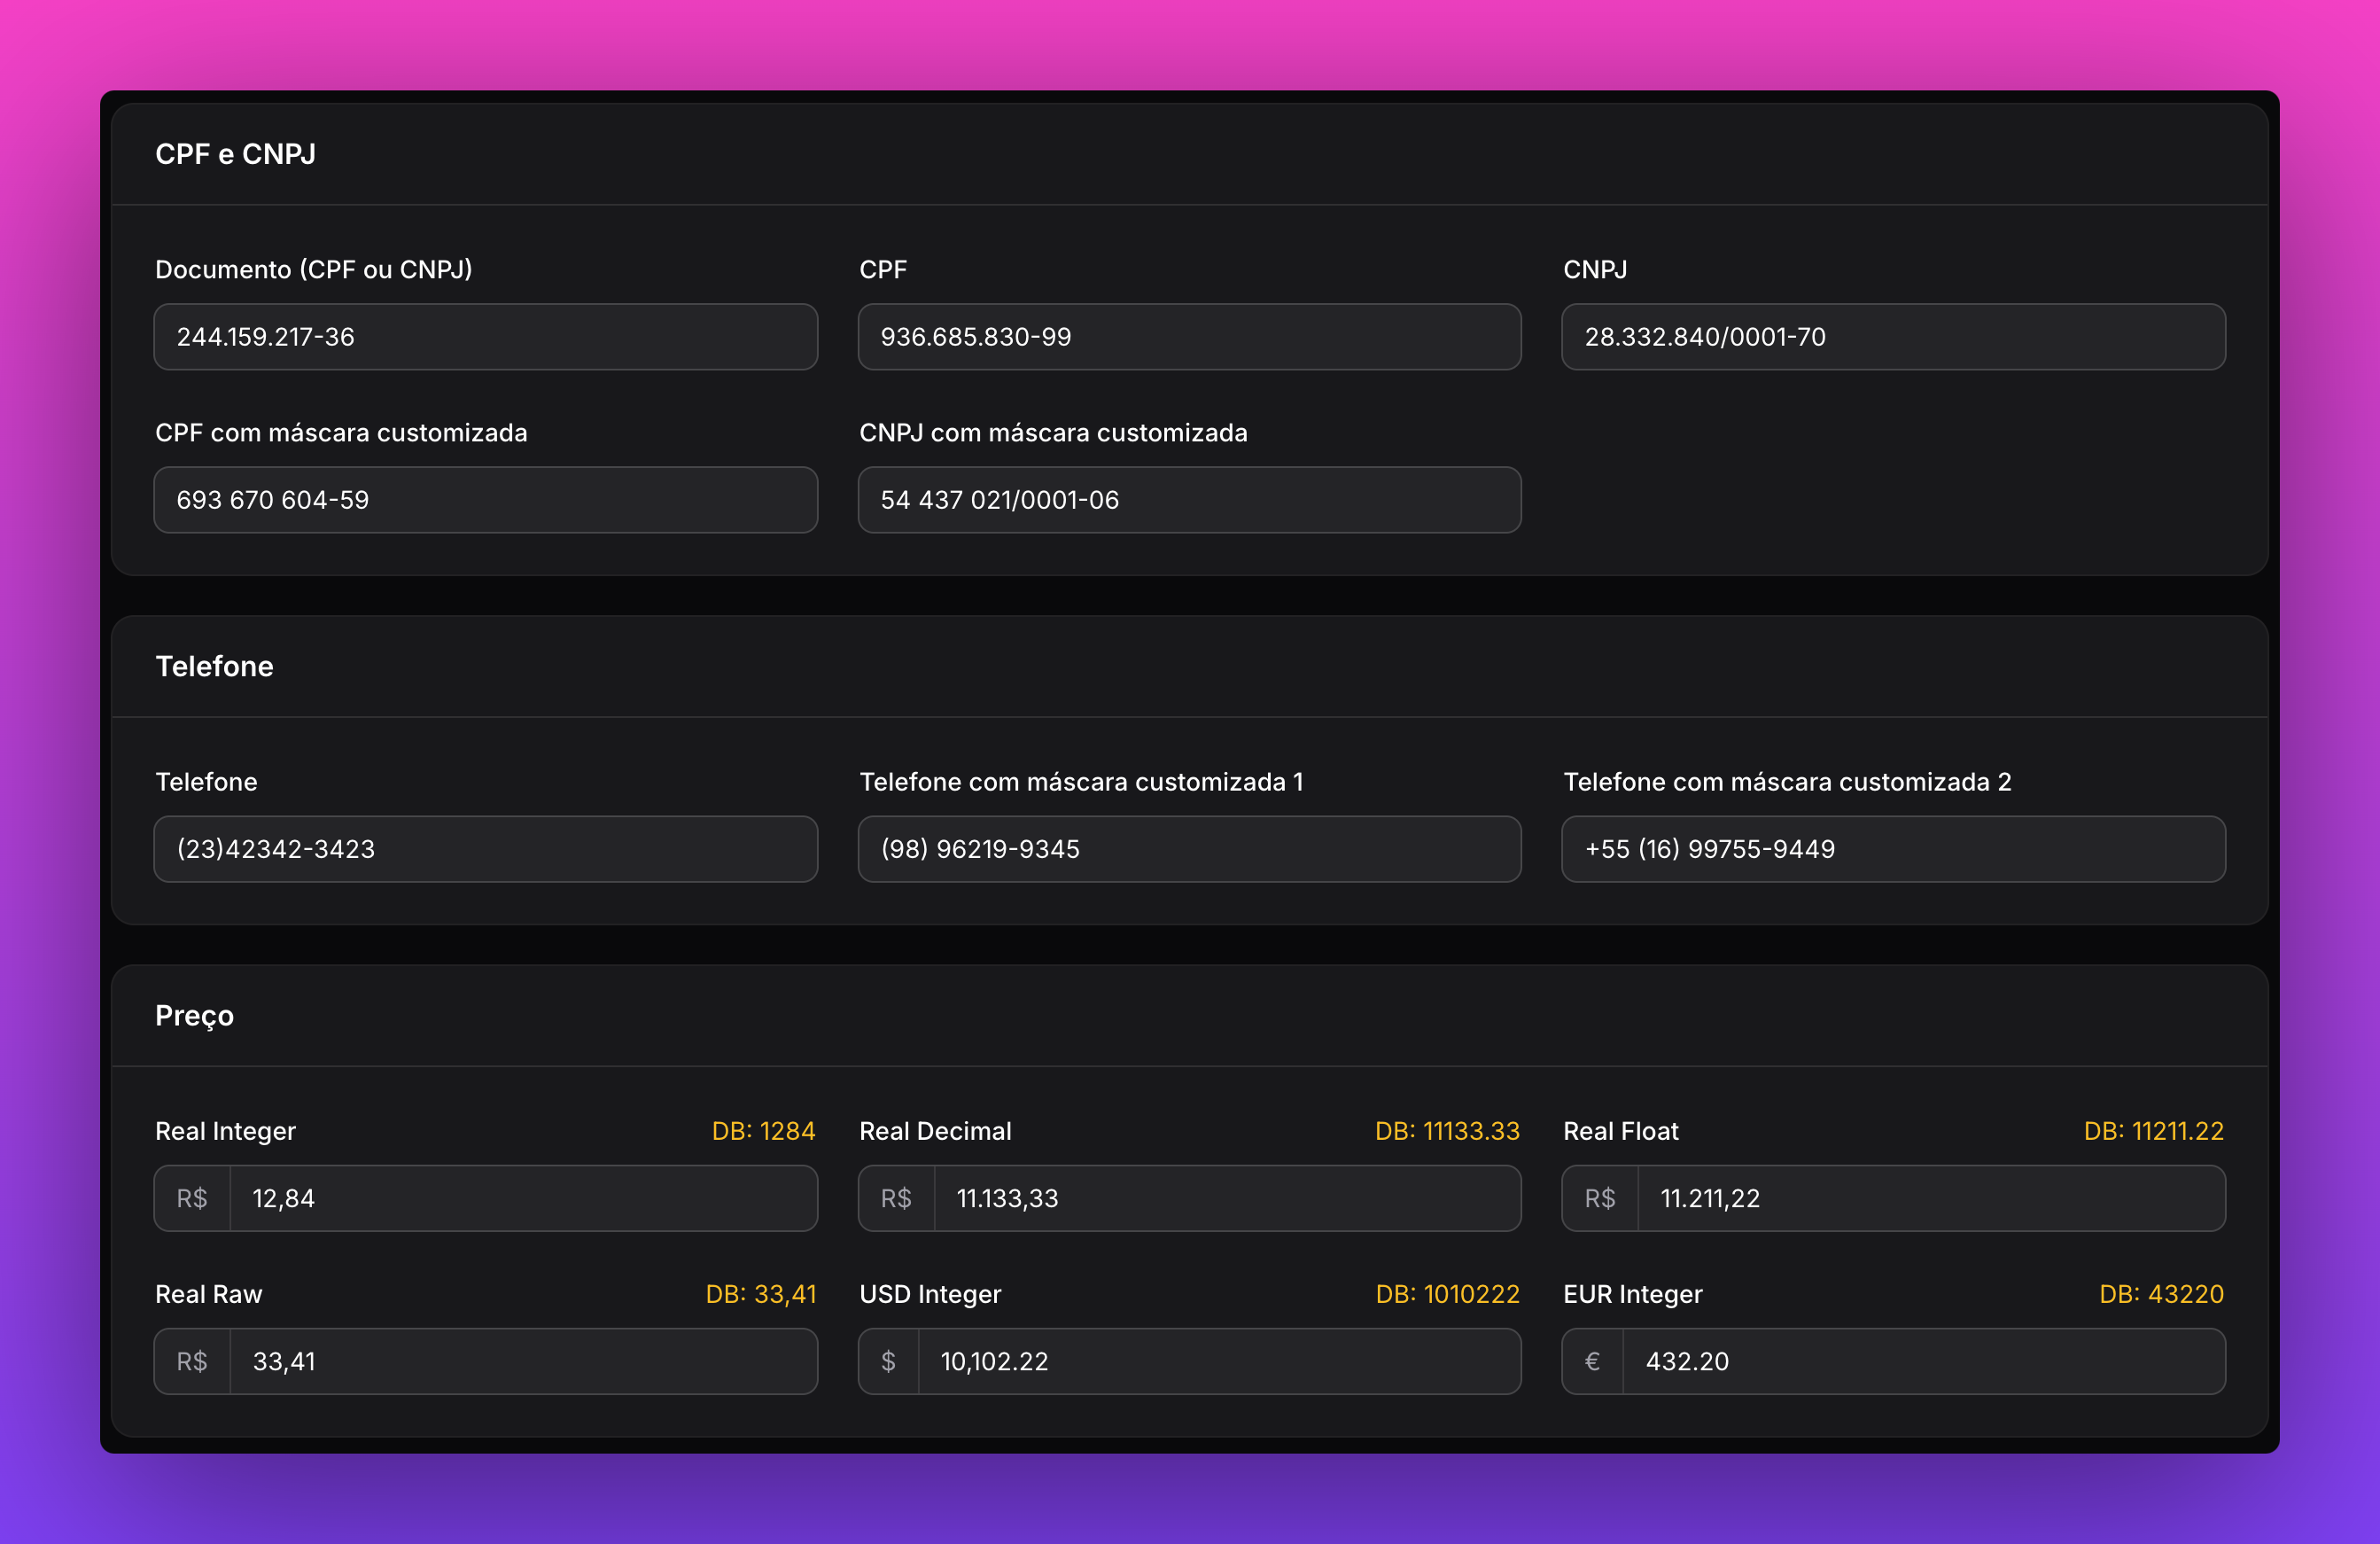 CPF e CNPJ
Documento (CPF ou CNPJ)
CPF
CNPJ
244.159.217-36
936.685.830-99
28.332.840/0001-70
CPF com máscara customizada
CNPJ com máscara customizada
693 670 604-59
54 437 021/0001-06
Telefone
Telefone
Telefone com máscara customizada 1
Telefone com máscara customizada 2
(23)42342-3423
(98) 96219-9345
+55 (16) 99755-9449
Preço
Real Integer
DB: 1284
Real Decimal
DB: 11133.33
Real Float
DB: 11211.22
R$ 12,84
R$ 11.133,33
R$ 11.211,22
Real Raw
DB: 33,41
USD Integer
DB: 1010222
EUR Integer
DB: 43220
R$ 33,41
$ 10,102.22
€ 432.20